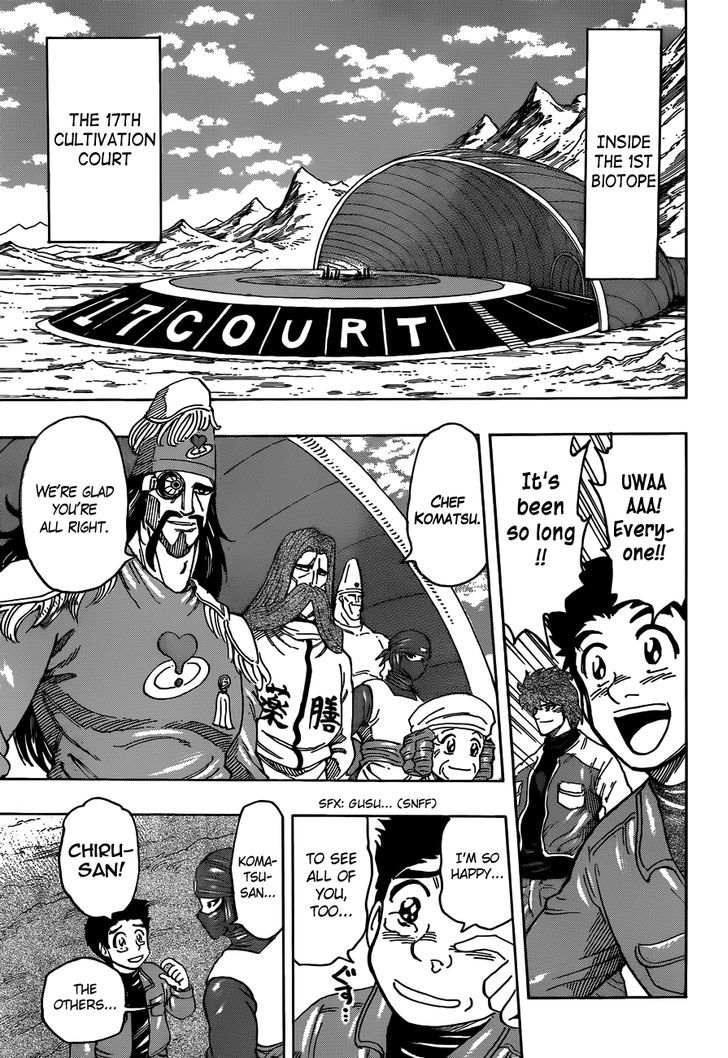 INSIDE
THE 1ST
BIOTOPE
THE 17TH
CULTIVATION
COURT
17COURT
UWAA
AAA!
Every-
one!!
It's
been
so long
!!
CHEF
KOMATSU.
WE'RE GLAD
YOU'RE
ALL RIGHT.
薬膳
SFX: GUSU... (SNFF)
I'M SO
HAPPY...
TO SEE
ALL OF
YOU,
TOO...
ぐす…
KOMA-
TSU-
SAN...
CHIRU-
SAN!
THE
OTHERS...